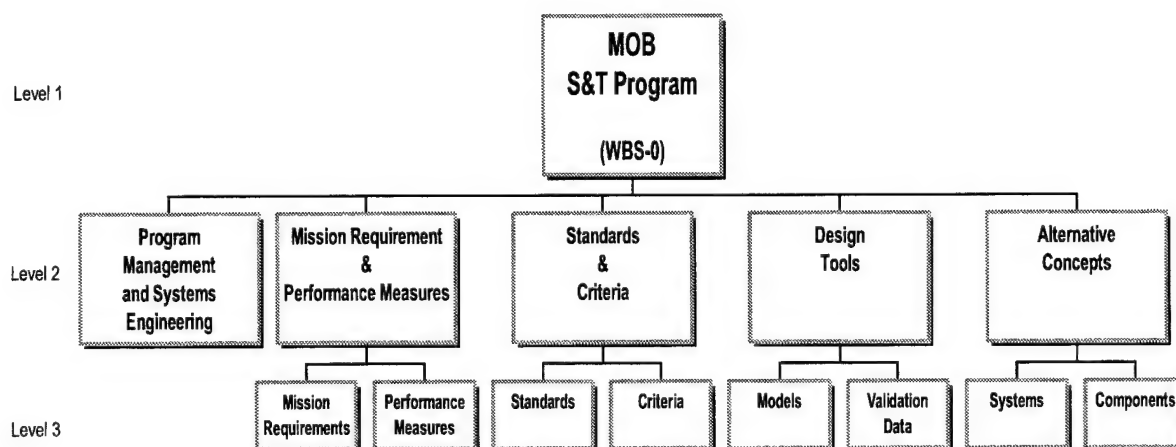 MOB
S&T Program
(WBS-0)
Level 1
Program
Management
and Systems
Engineering
Mission Requirement
&
Performance Measures
Standards
&
Criteria
Design
Tools
Alternative
Concepts
Level 2
Mission
Requirements
Performance
Measures
Standards
Criteria
Models
Validation
Data
Systems
Components
Level 3